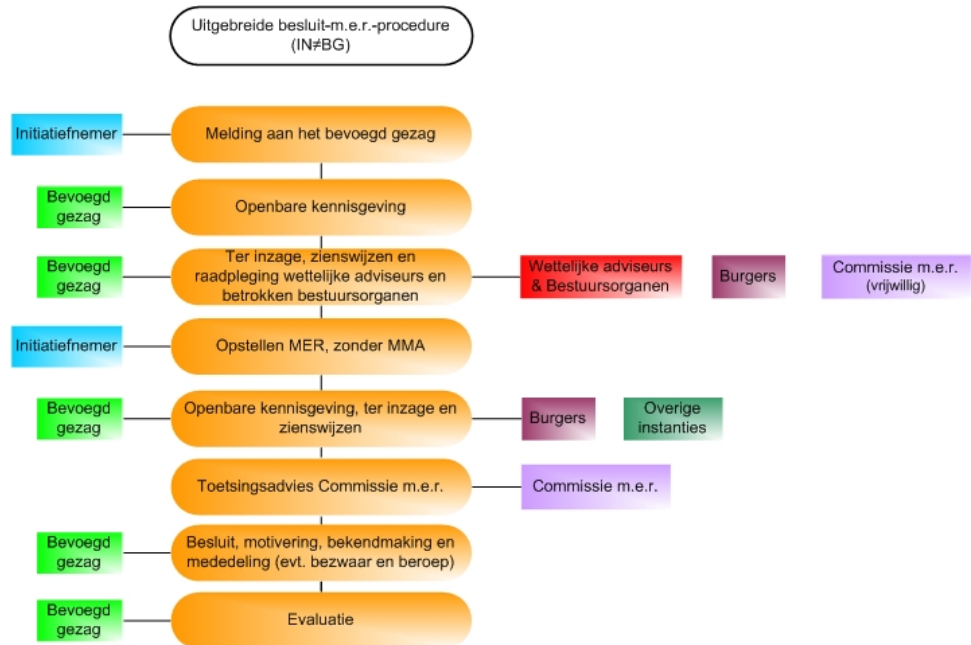 Uitgebreide besluit-m.e.r.-procedure
(IN≠BG)
Initiatiefnemer
Melding aan het bevoegd gezag
Bevoegd
gezag
Openbare kennisgeving
Bevoegd
gezag
Ter inzage, zienswijzen en
raadpleging wettelijke adviseurs en
betrokken bestuursorganen
Wettelijke adviseurs
& Bestuursorganen
Burgers
Commissie m.e.r.
(vrijwillig)
Initiatiefnemer
Opstellen MER, zonder MMA
Bevoegd
gezag
Openbare kennisgeving, ter inzage en
zienswijzen
Burgers
Overige
instanties
Toetsingsadvies Commissie m.e.r.
Commissie m.e.r.
Bevoegd
gezag
Besluit, motivering, bekendmaking en
mededeling (evt. bezwaar en beroep)
Bevoegd
gezag
Evaluatie